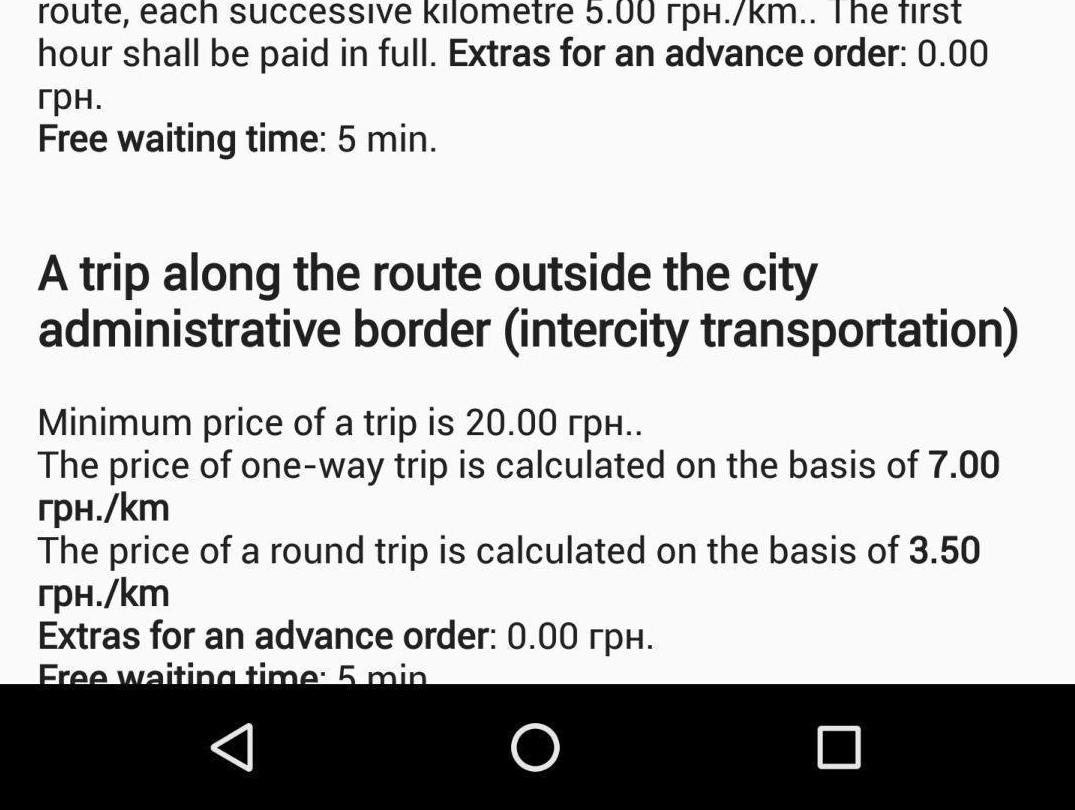 route, each successive kilometre 5.00 грн./km.. The first
hour shall be paid in full. Extras for an advance order: 0.00
грн.
Free waiting time: 5 min.
A trip along the route outside the city
administrative border (intercity transportation)
Minimum price of a trip is 20.00 грн..
The price of one-way trip is calculated on the basis of 7.00
грн./km
The price of a round trip is calculated on the basis of 3.50
грн./km
Extras for an advance order: 0.00 грн.
Free waiting time: 5 min